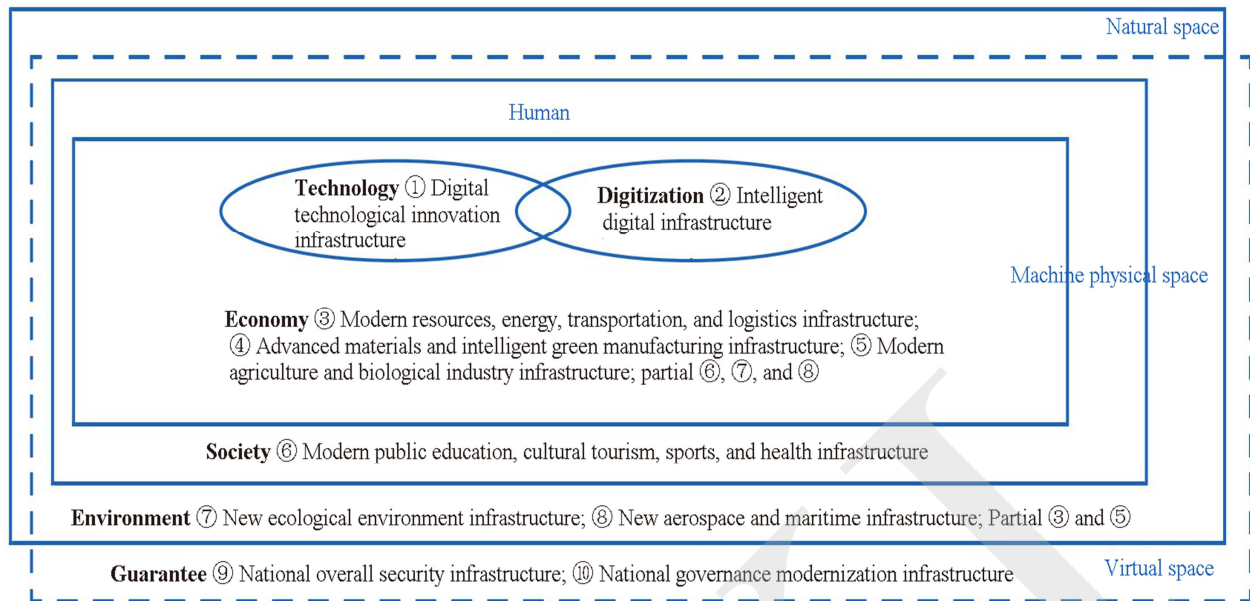 Natural space
Human
Technology ① Digital
technological innovation
infrastructure
Digitization ② Intelligent
digital infrastructure
Machine physical space
Economy ③ Modern resources, energy, transportation, and logistics infrastructure;
④ Advanced materials and intelligent green manufacturing infrastructure; ⑤ Modern
agriculture and biological industry infrastructure; partial ⑥, ⑦, and ⑧
Society ⑥ Modern public education, cultural tourism, sports, and health infrastructure
Environment ⑦ New ecological environment infrastructure; ⑧ New aerospace and maritime infrastructure; Partial ③ and ⑤
Guarantee ⑨ National overall security infrastructure; ⑩ National governance modernization infrastructure
Virtual space